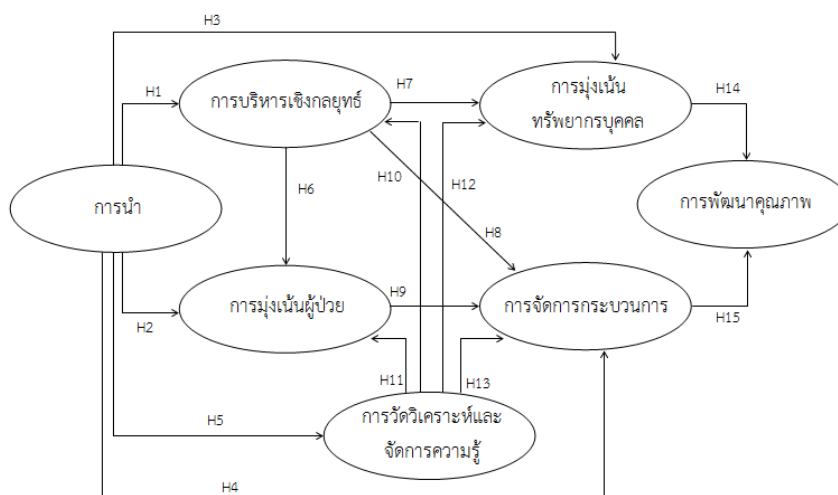 H3
การบริหารเชิงกลยุทธ์
H7
การมุ่งเน้น
ทรัพยากรบุคคล
H14
H1
H10
H12
H6
การนำ
การพัฒนาคุณภาพ
H8
การมุ่งเน้นผู้ป่วย
H9
การจัดการกระบวนการ
H2
H15
H11
H13
H5
การวัดวิเคราะห์และ
จัดการความรู้
H4